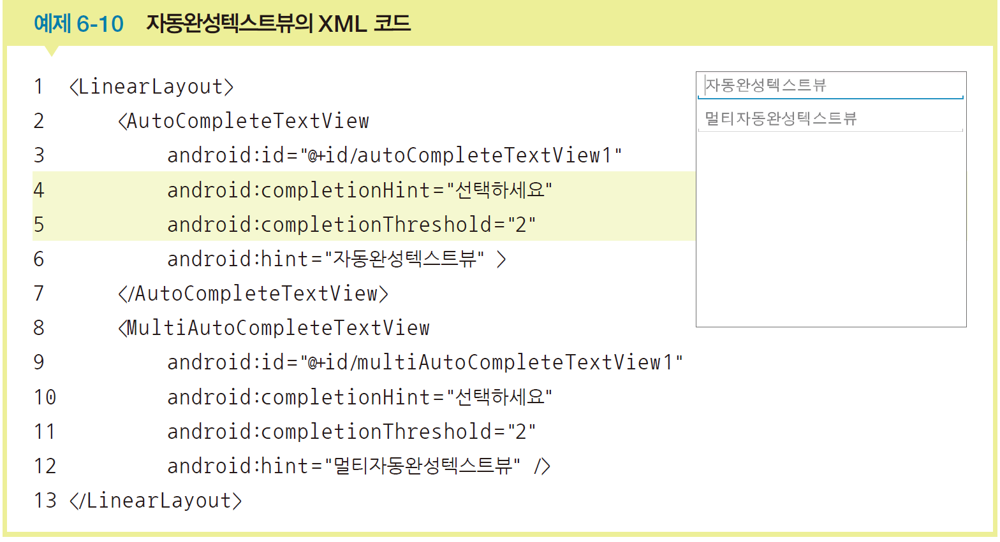 예제 6-10 자동완성텍스트뷰의 XML 코드
1 <LinearLayout>
2 <AutoCompleteTextView
3 android:id="@+id/autoCompleteTextView1"
4 android:completionHint="선택하세요"
5 android:completionThreshold="2"
6 android:hint="자동완성텍스트뷰" >
7 </AutoCompleteTextView>
8 <MultiAutoCompleteTextView
9 android:id="@+id/multiAutoCompleteTextView1"
10 android:completionHint="선택하세요"
11 android:completionThreshold="2"
12 android:hint="멀티자동완성텍스트뷰" />
13 </LinearLayout>
자동완성텍스트뷰
멀티자동완성텍스트뷰